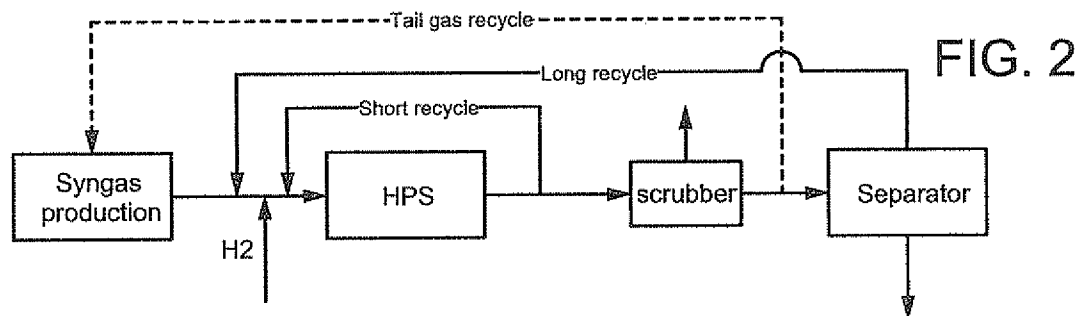 Tail gas recycle
FIG. 2
Long recycle
Short recycle
Syngas
production
HPS
scrubber
Separator
H2